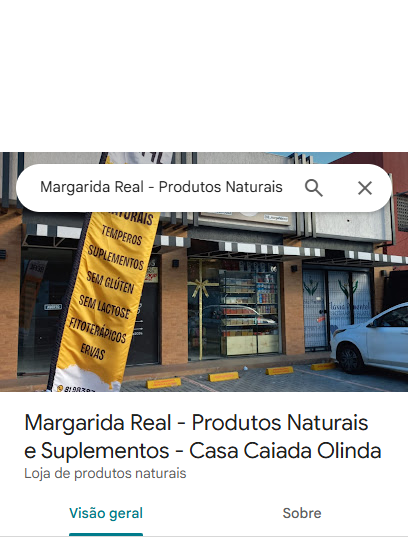 Margarida Real - Produtos Naturais
NATURAIS
TEMPEROS
SUPLEMENTOS
SEM GLÚTEN
SEM LACTOSE
FITOTERÁPICOS
ERVAS
Margarida Real - Produtos Naturais
e Suplementos - Casa Caiada Olinda
Loja de produtos naturais
Visão geral
Sobre